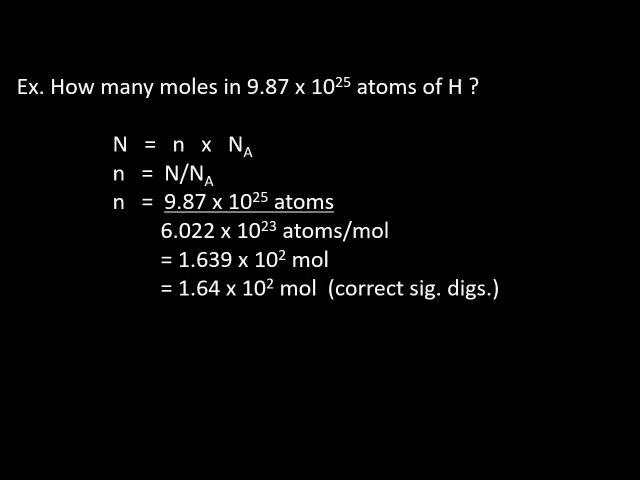 Ex. How many moles in 9.87 x 10²⁵ atoms of H ?
N = n x N_A
n = N/N_A
n = 9.87 x 10²⁵ atoms
6.022 x 10²³ atoms/mol
= 1.639 x 10² mol
= 1.64 x 10² mol (correct sig. digs.)